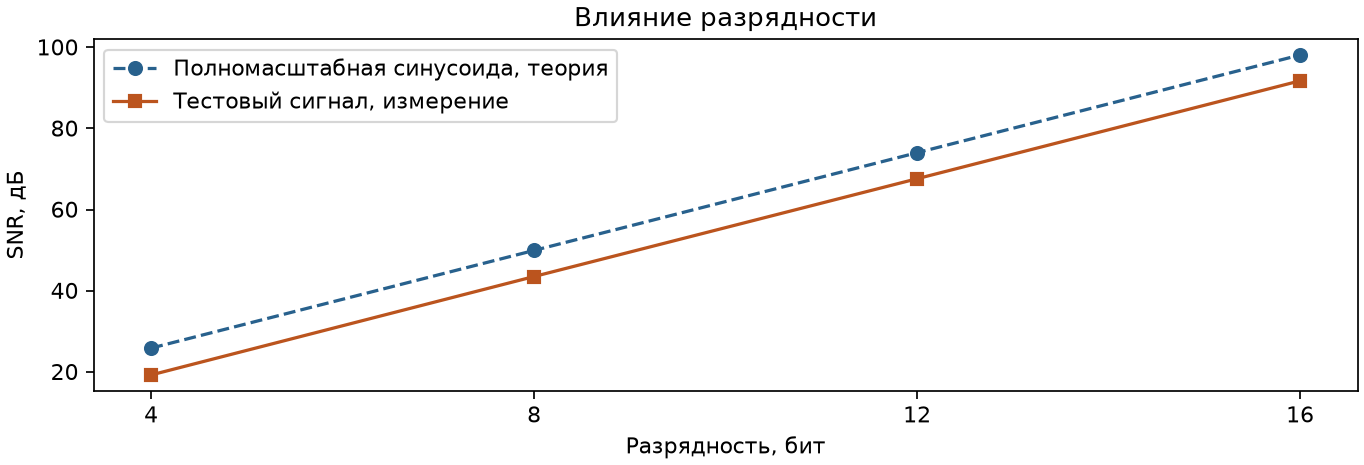 Влияние разрядности
100
80
60
40
20
SNR, дБ
Полномасштабная синусоида, теория
Тестовый сигнал, измерение
4
8
12
16
Разрядность, бит